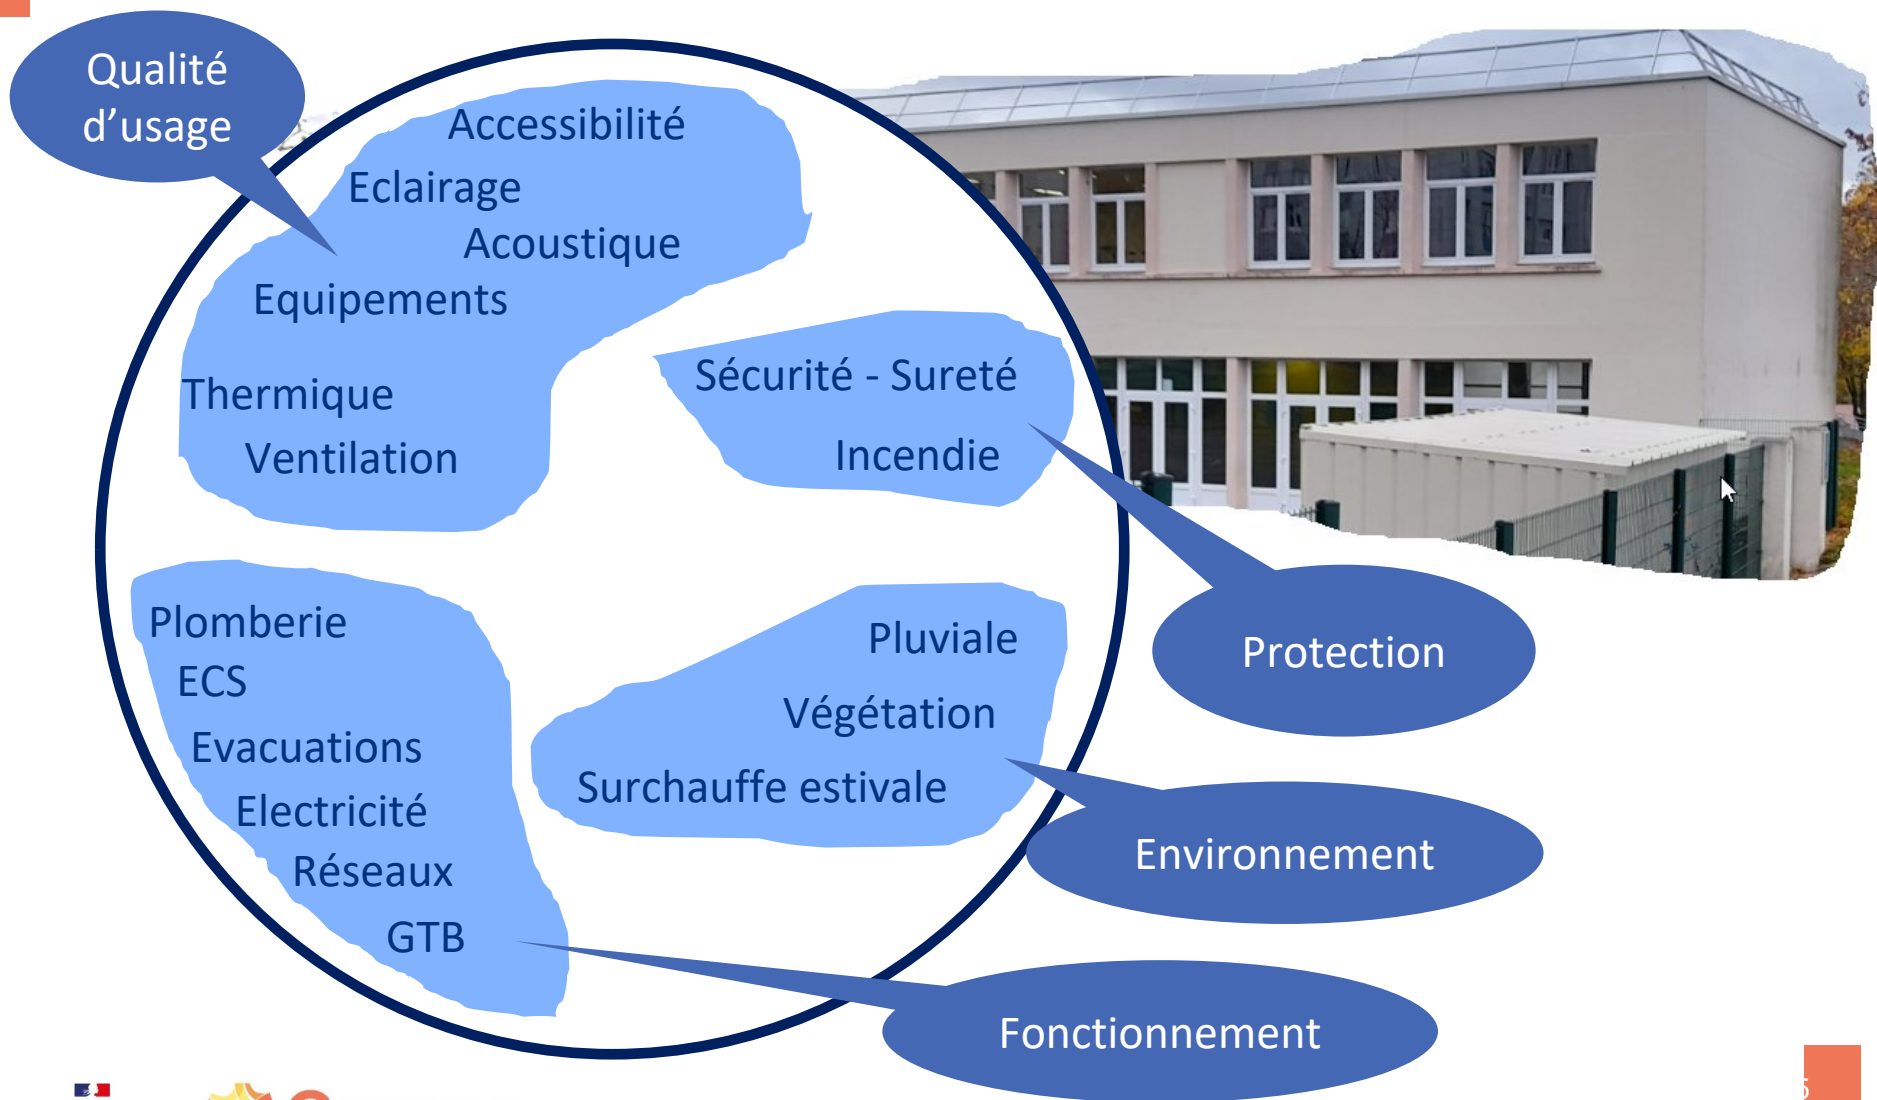 Qualité
d’usage
Accessibilité
Eclairage
Acoustique
Equipements
Thermique
Ventilation
Sécurité - Sureté
Incendie
Protection
Plomberie
ECS
Evacuations
Electricité
Réseaux
GTB
Pluviale
Végétation
Surchauffe estivale
Environnement
Fonctionnement